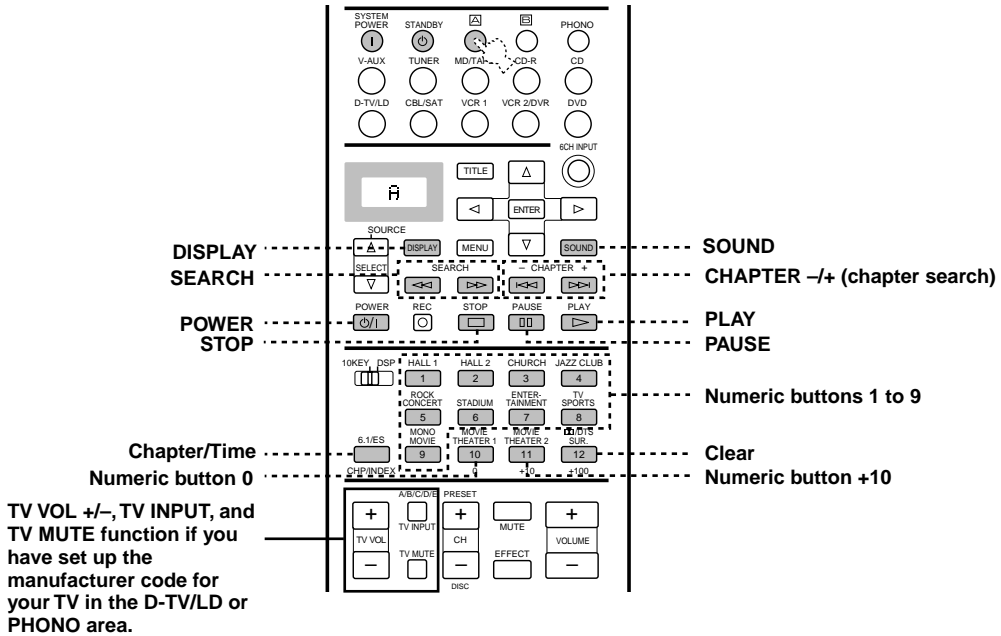 SYSTEM
POWER STANDBY A B PHONO
V-AUX TUNER MD/TA CD-R CD
D-TV/LD CBL/SAT VCR 1 VCR 2/DVR DVD
6CH INPUT
TITLE
A
ENTER
SOURCE
DISPLAY MENU SOUND
SELECT
SEARCH – CHAPTER +
POWER REC STOP PAUSE PLAY
10KEY DSP HALL 1 HALL 2 CHURCH JAZZ CLUB
1 2 3 4
ROCK CONCERT STADIUM ENTER-TAINMENT TV SPORTS
5 6 7 8
6.1/ES MONO MOVIE MOVIE THEATER 1 MOVIE THEATER 2 /DTS SUR.
9 10 11 12
CHP/INDEX 0 +10 +100
A/B/C/D/E PRESET
+ + +
TV VOL TV INPUT CH MUTE VOLUME
– TV MUTE – EFFECT –
DISC
DISPLAY
SEARCH
POWER
STOP
Chapter/Time
Numeric button 0
TV VOL +/–, TV INPUT, and
TV MUTE function if you
have set up the
manufacturer code for
your TV in the D-TV/LD or
PHONO area.
SOUND
CHAPTER –/+ (chapter search)
PLAY
PAUSE
Numeric buttons 1 to 9
Clear
Numeric button +10